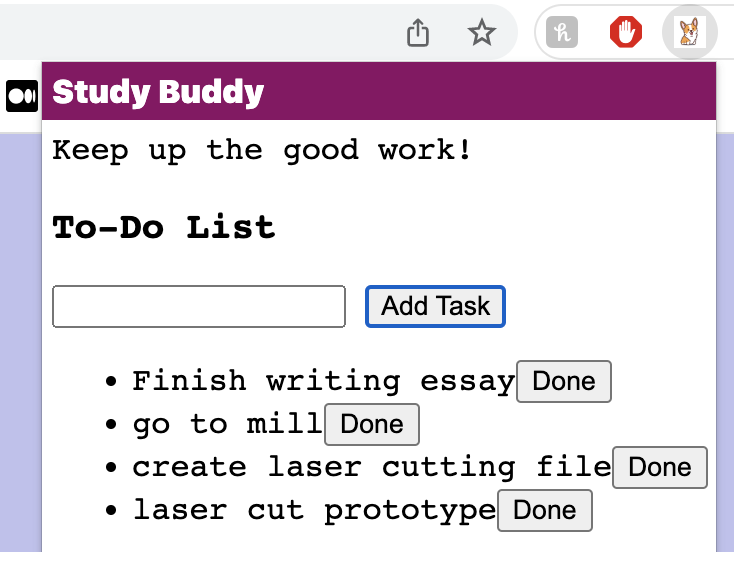 Study Buddy
Keep up the good work!
To-Do List
Add Task
Finish writing essay Done
go to mill Done
create laser cutting file Done
laser cut prototype Done